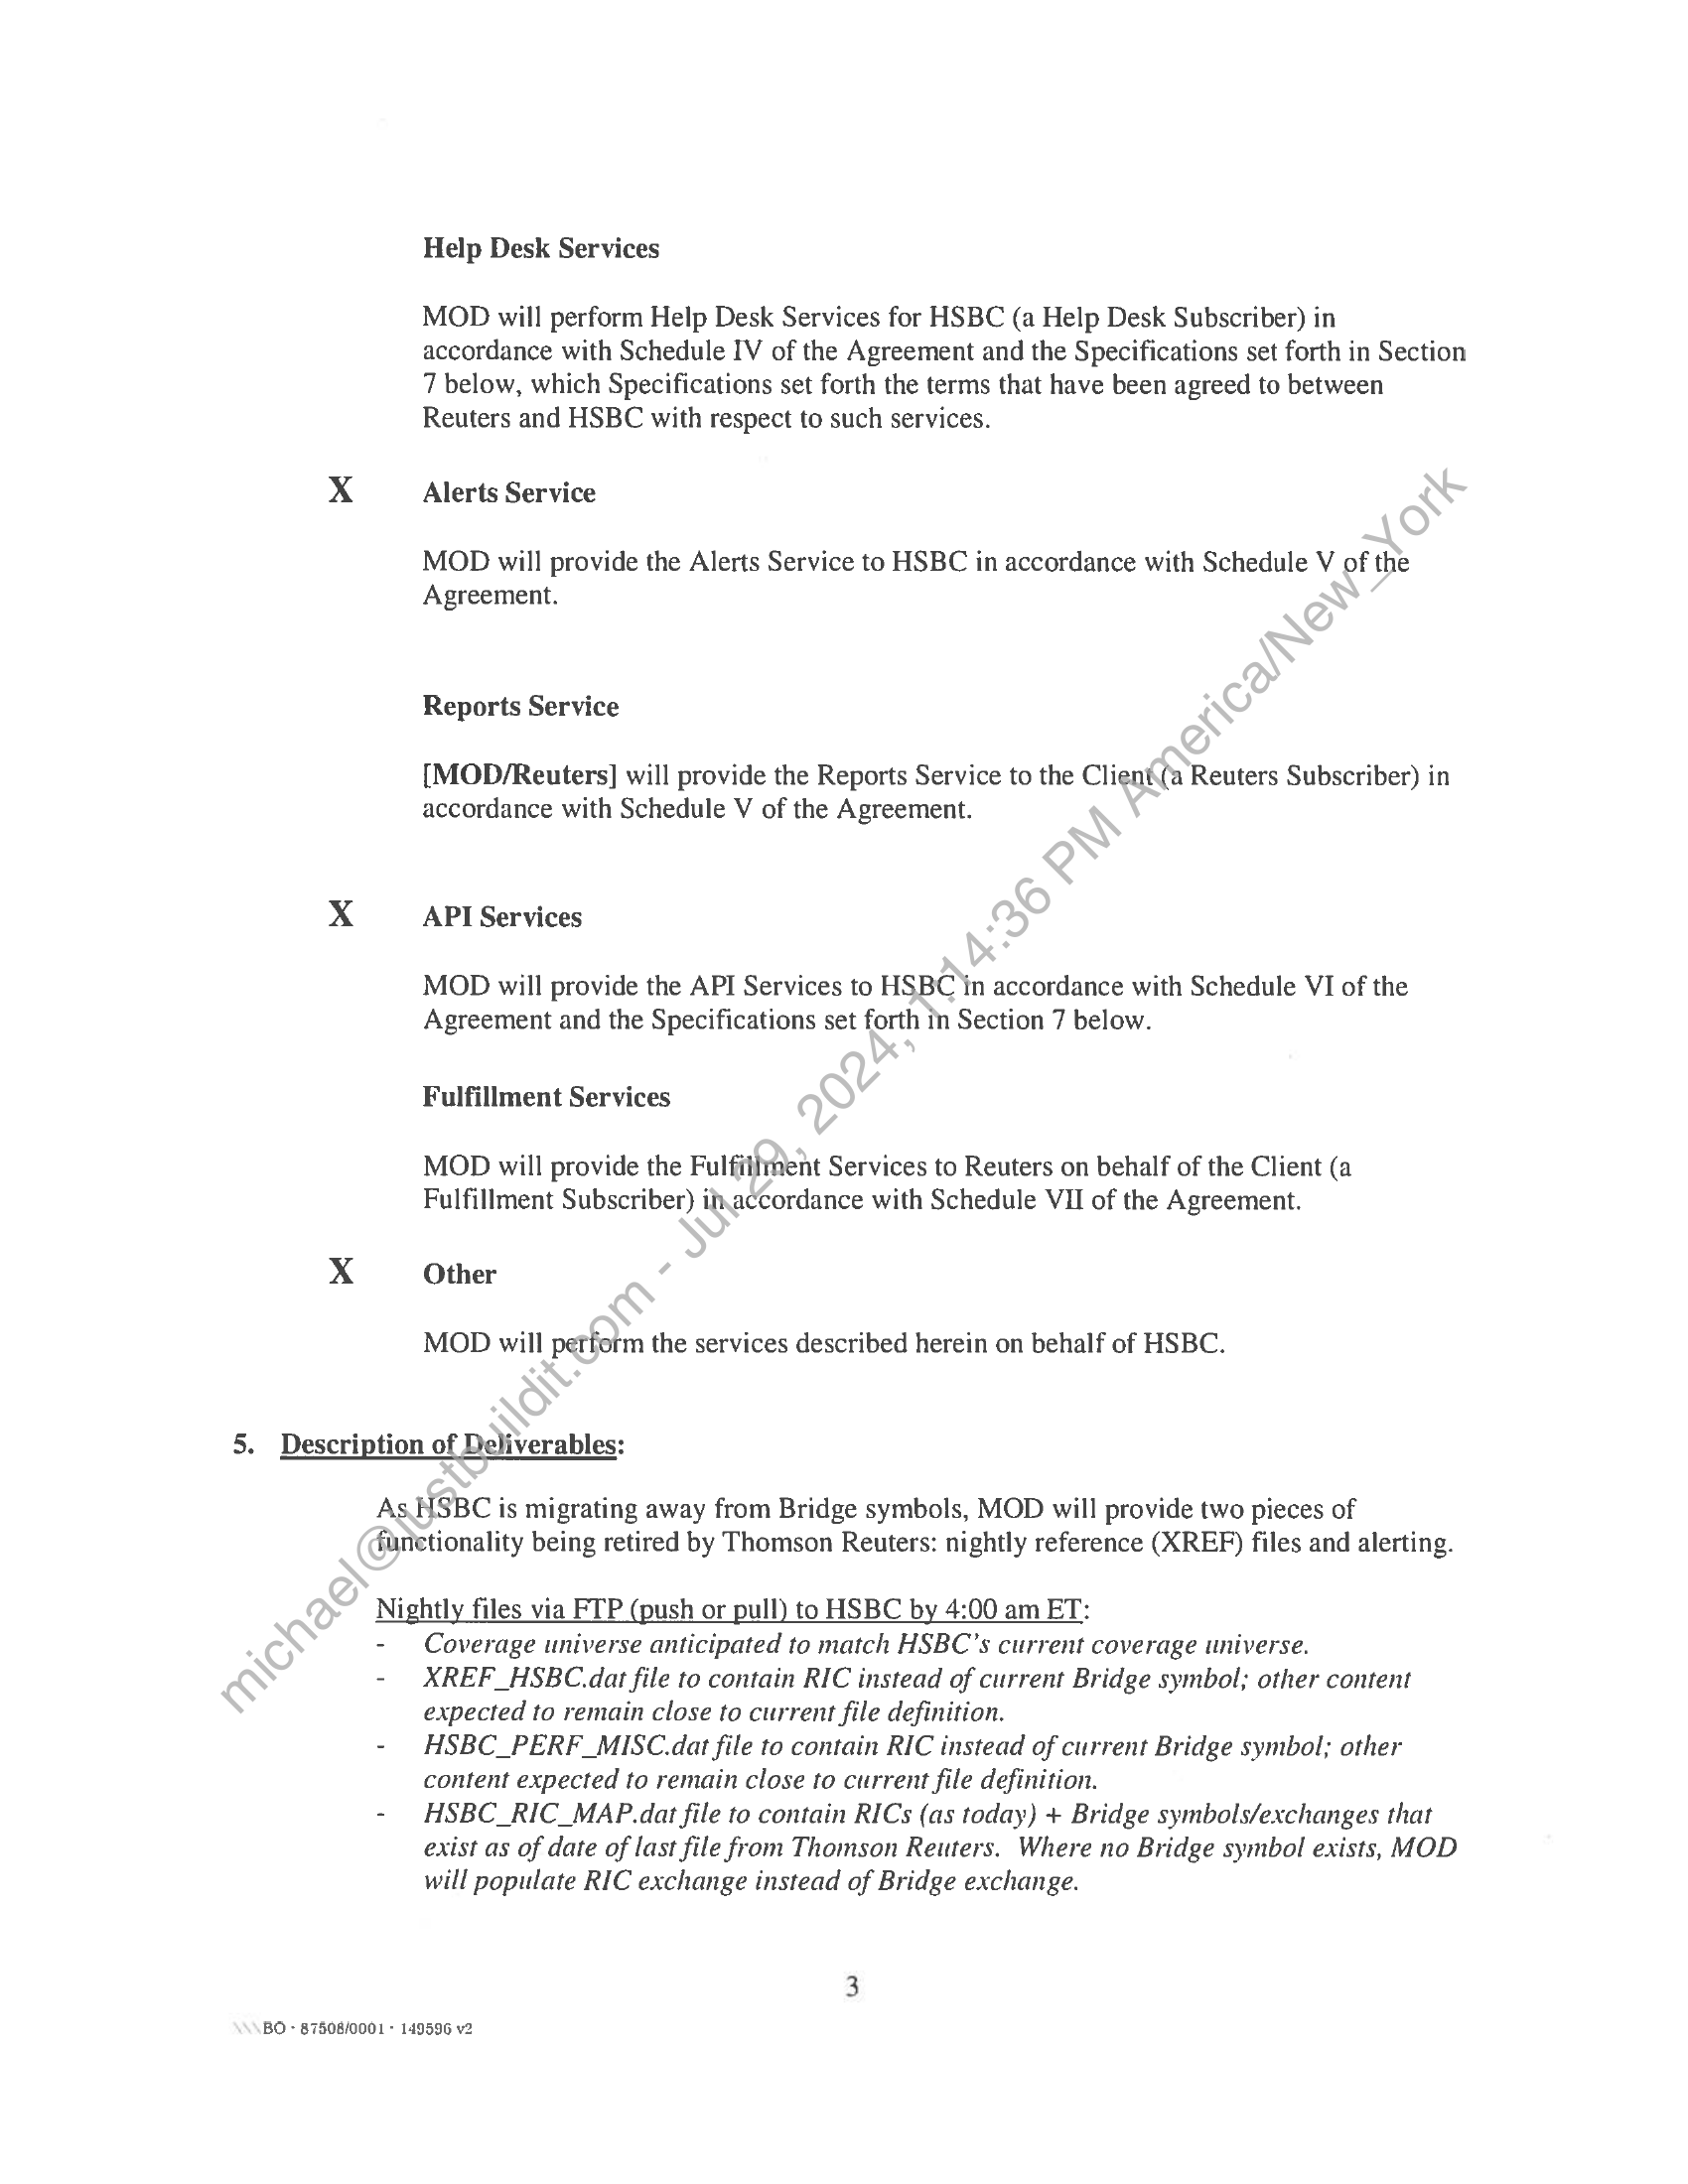 Help Desk Services
MOD will perform Help Desk Services for HSBC (a Help Desk Subscriber) in
accordance with Schedule IV of the Agreement and the Specifications set forth in Section
7 below, which Specifications set forth the terms that have been agreed to between
Reuters and HSBC with respect to such services.
X Alerts Service
MOD will provide the Alerts Service to HSBC in accordance with Schedule V of the
Agreement.
Reports Service
[MOD/Reuters] will provide the Reports Service to the Client (a Reuters Subscriber) in
accordance with Schedule V of the Agreement.
X API Services
MOD will provide the API Services to HSBC in accordance with Schedule VI of the
Agreement and the Specifications set forth in Section 7 below.
Fulfillment Services
MOD will provide the Fulfillment Services to Reuters on behalf of the Client (a
Fulfillment Subscriber) in accordance with Schedule VII of the Agreement.
X Other
MOD will perform the services described herein on behalf of HSBC.
5. Description of Deliverables:
As HSBC is migrating away from Bridge symbols, MOD will provide two pieces of
functionality being retired by Thomson Reuters: nightly reference (XREF) files and alerting.
Nightly files via FTP (push or pull) to HSBC by 4:00 am ET:
- Coverage universe anticipated to match HSBC's current coverage universe.
- XREF_HSBC.dat file to contain RIC instead of current Bridge symbol; other content
expected to remain close to current file definition.
- HSBC_PERF_MISC.dat file to contain RIC instead of current Bridge symbol; other
content expected to remain close to current file definition.
- HSBC_RIC_MAP.dat file to contain RICs (as today) + Bridge symbols/exchanges that
exist as of date of last file from Thomson Reuters. Where no Bridge symbol exists, MOD
will populate RIC exchange instead of Bridge exchange.
3
\\\BO - 87508/0001 - 149596 v2
michael@justbuildit.com - Jul 29, 2024, 1:14:36 PM America/New_York